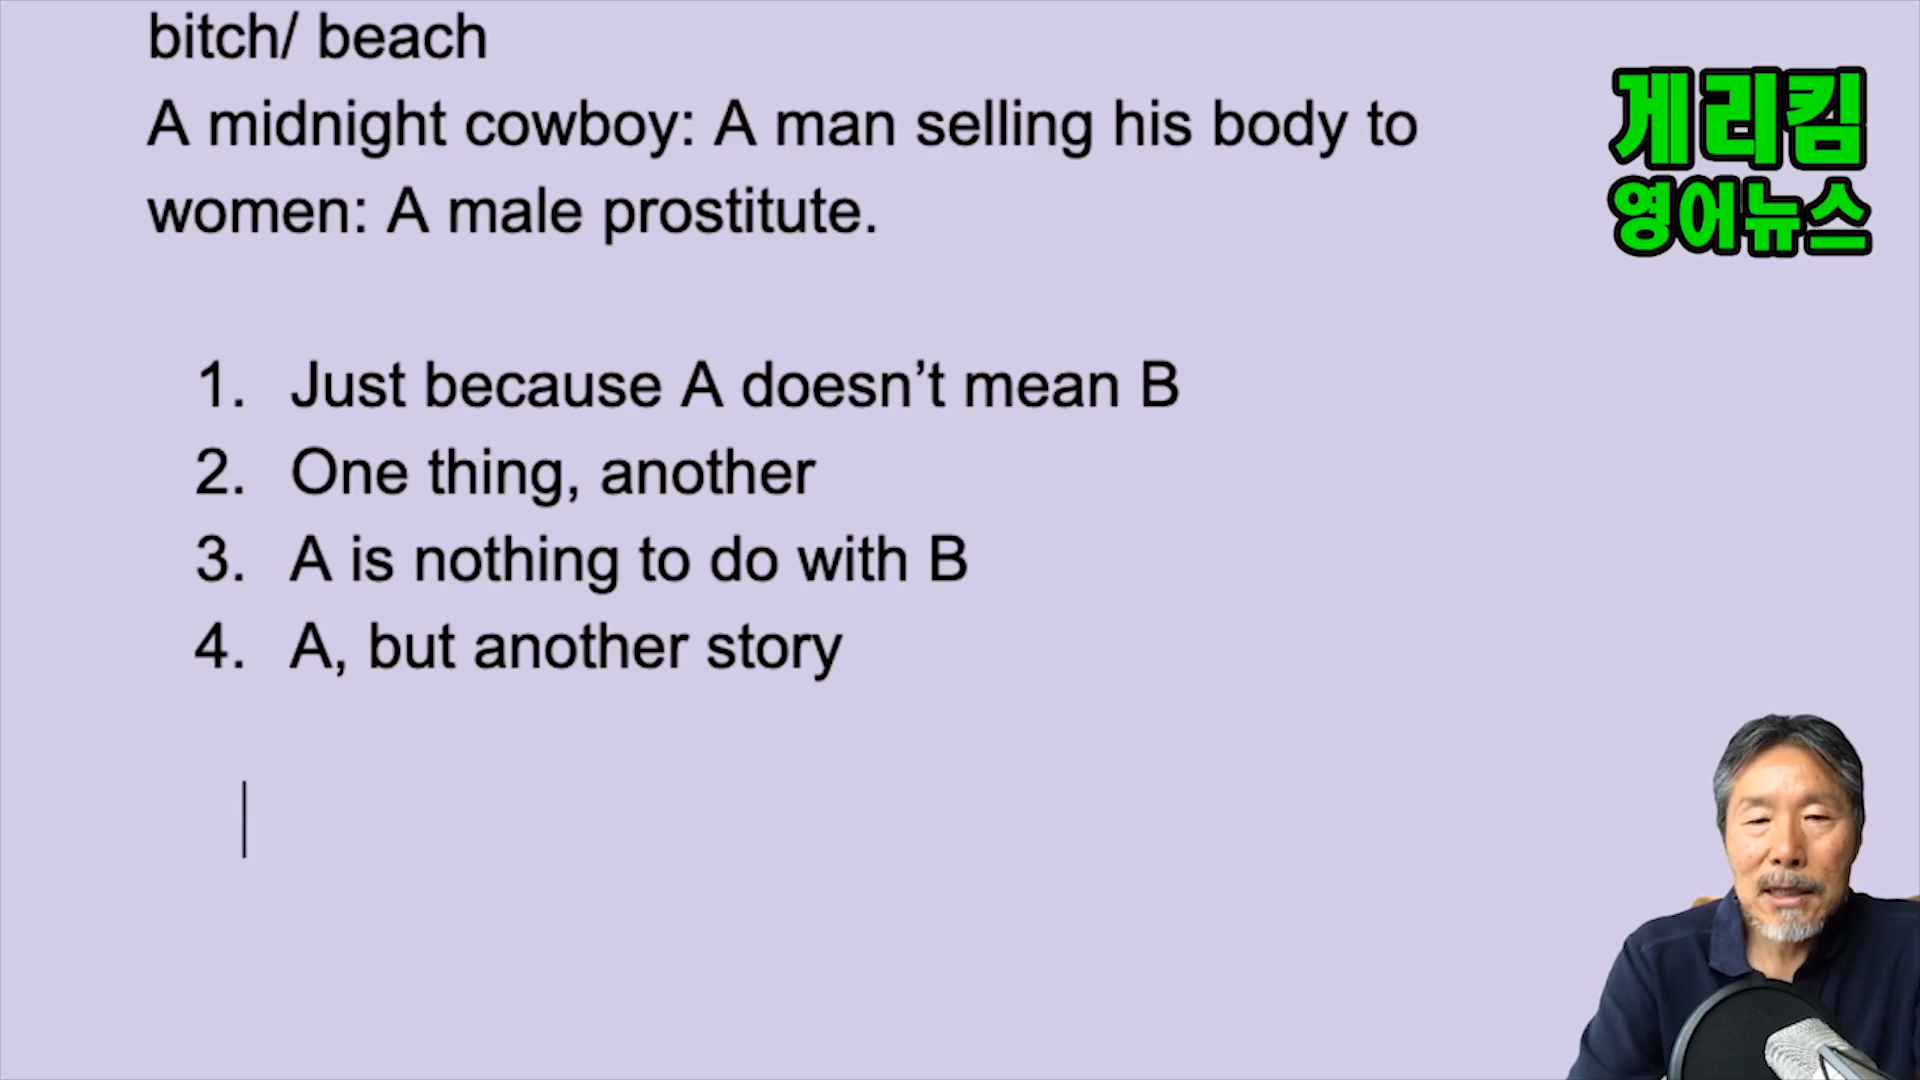 bitch/ beach
A midnight cowboy: A man selling his body to
women: A male prostitute.
게리킴
영어뉴스
1. Just because A doesn’t mean B
2. One thing, another
3. A is nothing to do with B
4. A, but another story